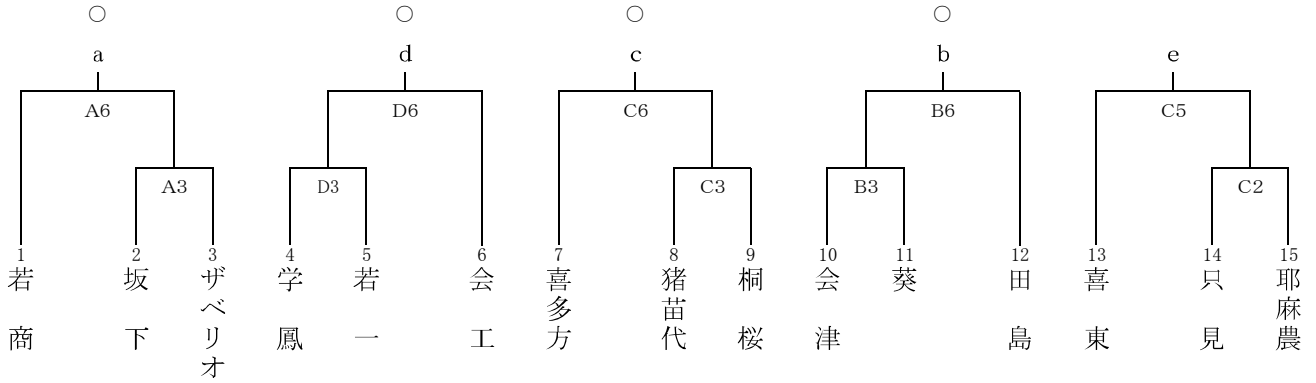 ○ ○ ○ ○
a d c b e
A6 D6 C6 B6 C5
A3 D3 C3 B3 C2
1 2 3 4 5 6 7 8 9 10 11 12 13 14 15
若商
坂下
ザベリオ
学鳳
若一
会工
喜多方
猪苗代
桐桜
会津
葵
田島
喜東
只見
耶麻農